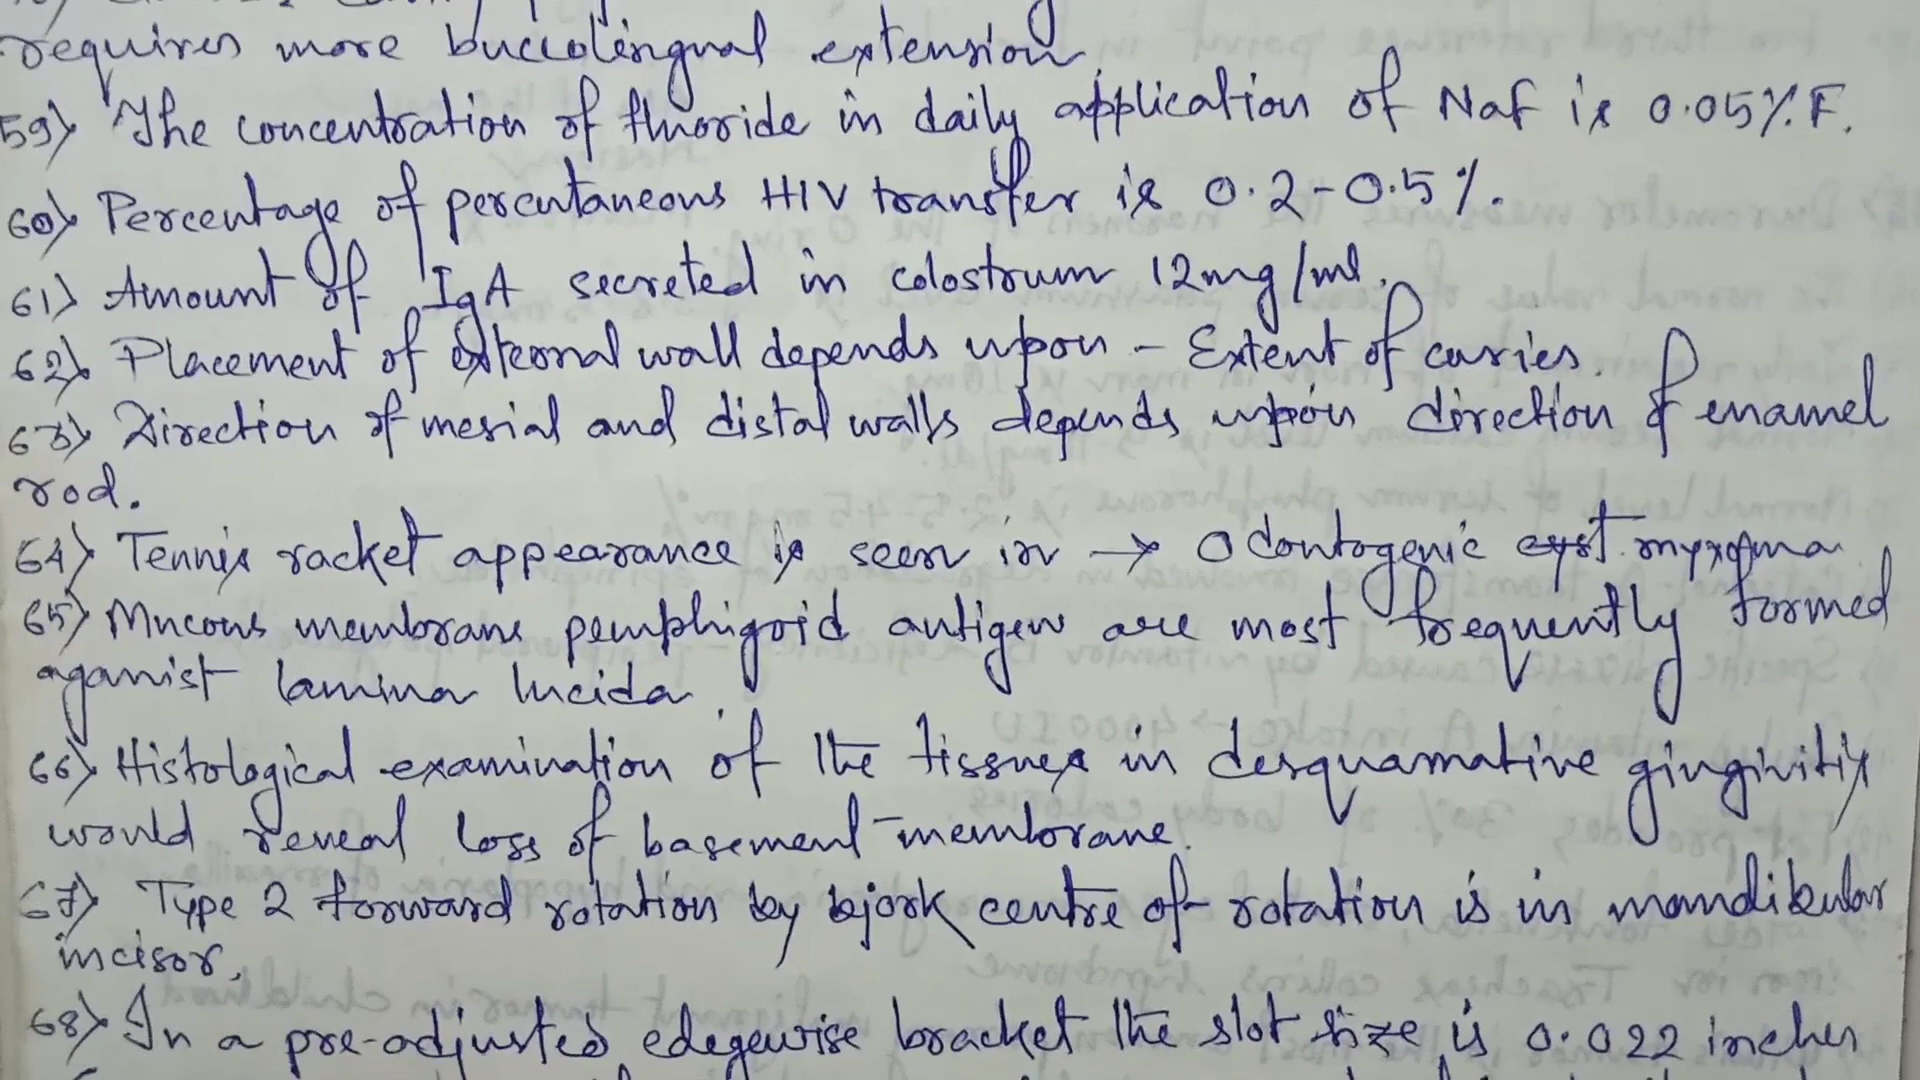 requires more buccolingual extension.
59) The concentration of fluoride in daily application of NaF is 0.05% F.
60) Percentage of percutaneous HIV transfer is 0.2-0.5%.
61) Amount of IgA secreted in colostrum 12mg/ml.
62) Placement of external wall depends upon - Extent of caries.
63) Direction of mesial and distal walls depends upon direction of enamel
rod.
64) Tennis racket appearance is seen in → Odontogenic cyst myxoma
65) Mucous membrane pemphigoid antigen are most frequently formed
aganist lamina lucida.
66) Histological examination of the tissues in desquamative gingivitis
would reveal loss of basement-membrane.
67) Type 2 forward rotation by bjork centre of rotation is in mandibular
incisor.
68) In a pre-adjusted edgewise bracket the slot size is 0.022 inches